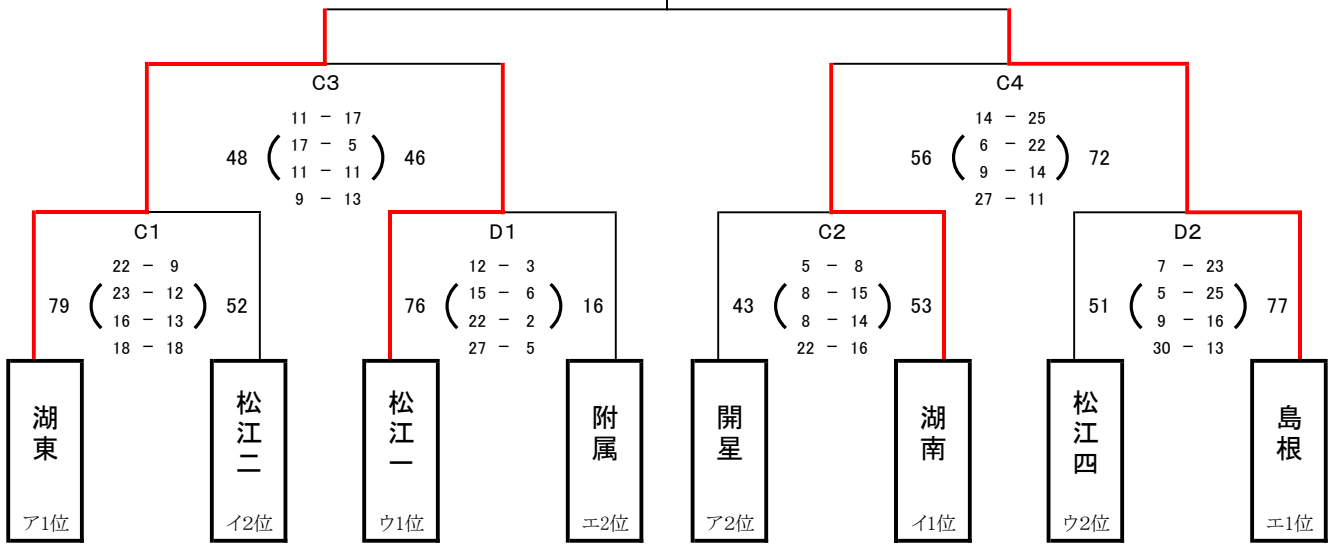 C3
C4
11 － 17
48 ( 17 － 5 ) 46
11 － 11
9 － 13
14 － 25
56 ( 6 － 22 ) 72
9 － 14
27 － 11
C1
D1
C2
D2
22 － 9
79 ( 23 － 12 ) 52
16 － 13
18 － 18
12 － 3
76 ( 15 － 6 ) 16
22 － 2
27 － 5
5 － 8
43 ( 8 － 15 ) 53
8 － 14
22 － 16
7 － 23
51 ( 5 － 25 ) 77
9 － 16
30 － 13
湖東
ア1位
松江二
イ2位
松江一
ウ1位
附属
エ2位
開星
ア2位
湖南
イ1位
松江四
ウ2位
島根
エ1位